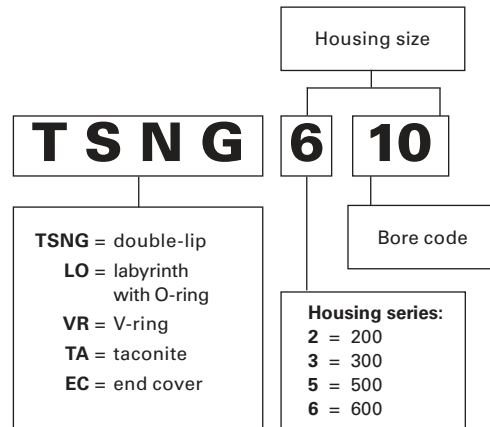 Housing size
TSNG 6 10
TSNG = double-lip
LO = labyrinth
with O-ring
VR = V-ring
TA = taconite
EC = end cover
Bore code
Housing series:
2 = 200
3 = 300
5 = 500
6 = 600